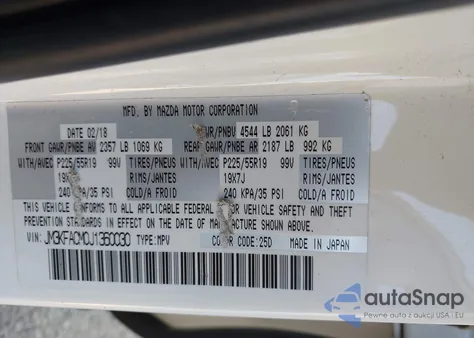 MFD. BY MAZDA MOTOR CORPORATION
DATE 02/18 GVWR/PNBV 4544 LB 2061 KG
FRONT GAWR/PNBE AV 2357 LB 1069 KG REAR GAWR/PNBE AR 2187 LB 992 KG
WITH/AVEC P225/55R19 99V TIRES/PNEUS WITH/AVEC P225/55R19 99V TIRES/PNEUS
RIMS/JANTES 19X7J RIMS/JANTES
240 KPA/35 PSI COLD/A FROID 240 KPA/35 PSI COLD/A FROID
THIS VEHICLE CONFORMS TO ALL APPLICABLE FEDERAL MOTOR VEHICLE SAFETY AND THEFT
PREVENTION STANDARDS IN EFFECT ON THE DATE OF MANUFACTURE
SHOWN ABOVE.
VIN: JM3KFACM0J1350030 TYPE: MPV COLOR CODE: 25D MADE IN JAPAN
autoSnap
Pewne auta z USA i EU